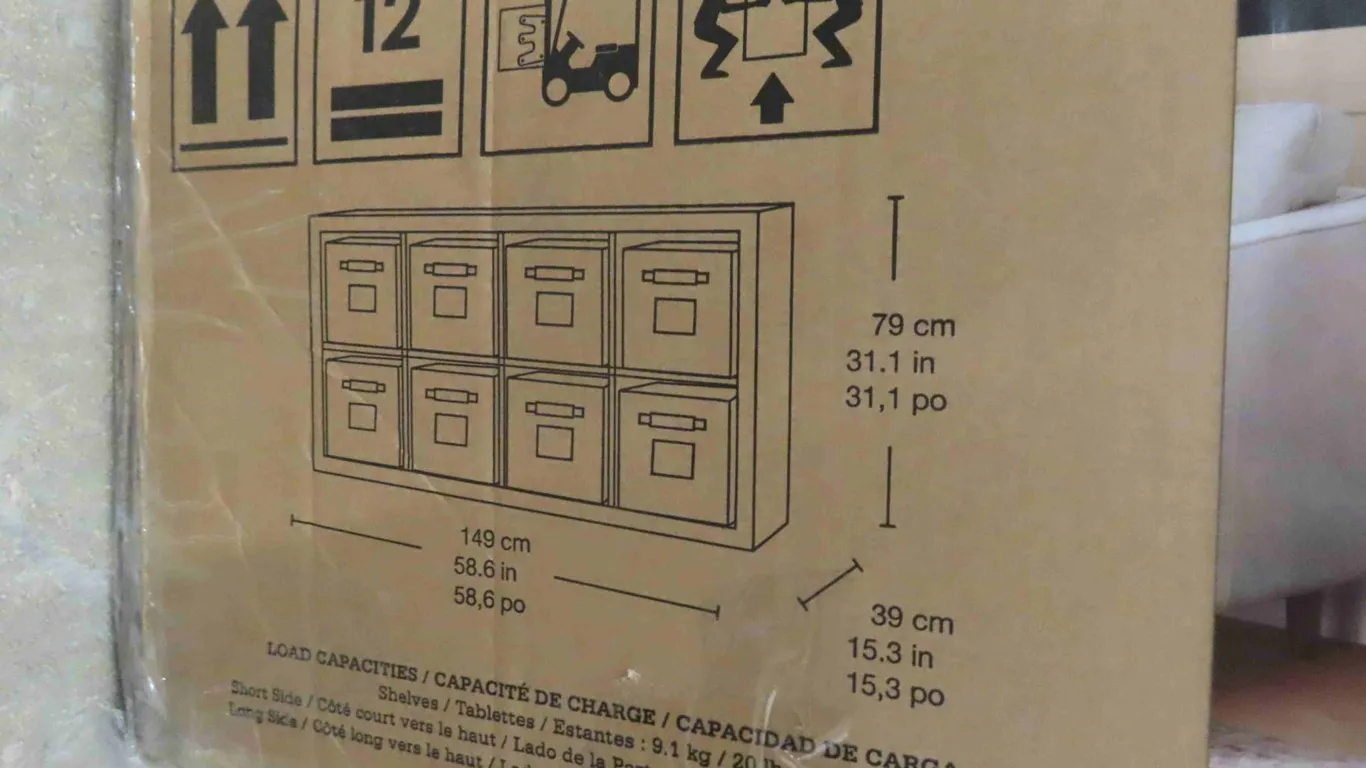 12
79 cm
31.1 in
31,1 po
149 cm
58.6 in
58,6 po
39 cm
15.3 in
15,3 po
LOAD CAPACITIES / CAPACITÉ DE CHARGE / CAPACIDAD DE CARGA
Shelves / Tablettes / Estantes : 9.1 kg / 20 lb
Short Side / Côté court vers le haut / Lado de la
Long Side / Côté long vers le haut /